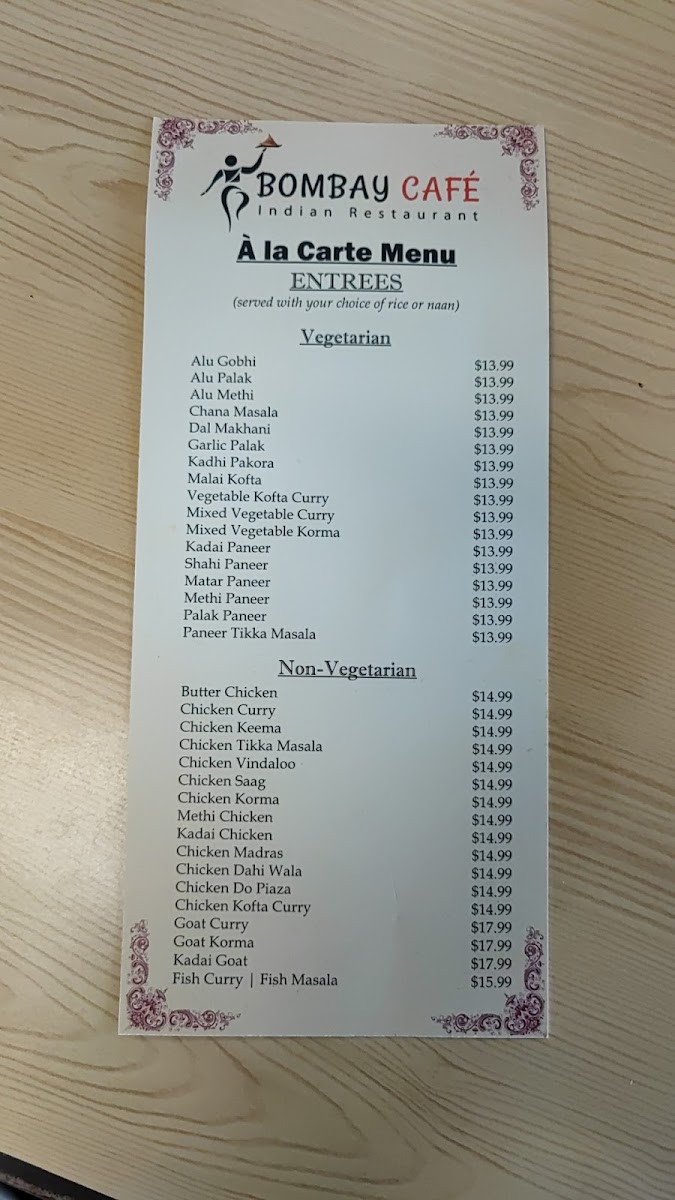 BOMBAY CAFÉ
Indian Restaurant
À la Carte Menu
ENTREES
(served with your choice of rice or naan)
Vegetarian
Alu Gobhi $13.99
Alu Palak $13.99
Alu Methi $13.99
Chana Masala $13.99
Dal Makhani $13.99
Garlic Palak $13.99
Kadhi Pakora $13.99
Malai Kofta $13.99
Vegetable Kofta Curry $13.99
Mixed Vegetable Curry $13.99
Mixed Vegetable Korma $13.99
Kadai Paneer $13.99
Shahi Paneer $13.99
Matar Paneer $13.99
Methi Paneer $13.99
Palak Paneer $13.99
Paneer Tikka Masala $13.99
Non-Vegetarian
Butter Chicken $14.99
Chicken Curry $14.99
Chicken Keema $14.99
Chicken Tikka Masala $14.99
Chicken Vindaloo $14.99
Chicken Saag $14.99
Chicken Korma $14.99
Methi Chicken $14.99
Kadai Chicken $14.99
Chicken Madras $14.99
Chicken Dahi Wala $14.99
Chicken Do Piaza $14.99
Chicken Kofta Curry $14.99
Goat Curry $17.99
Goat Korma $17.99
Kadai Goat $17.99
Fish Curry | Fish Masala $15.99